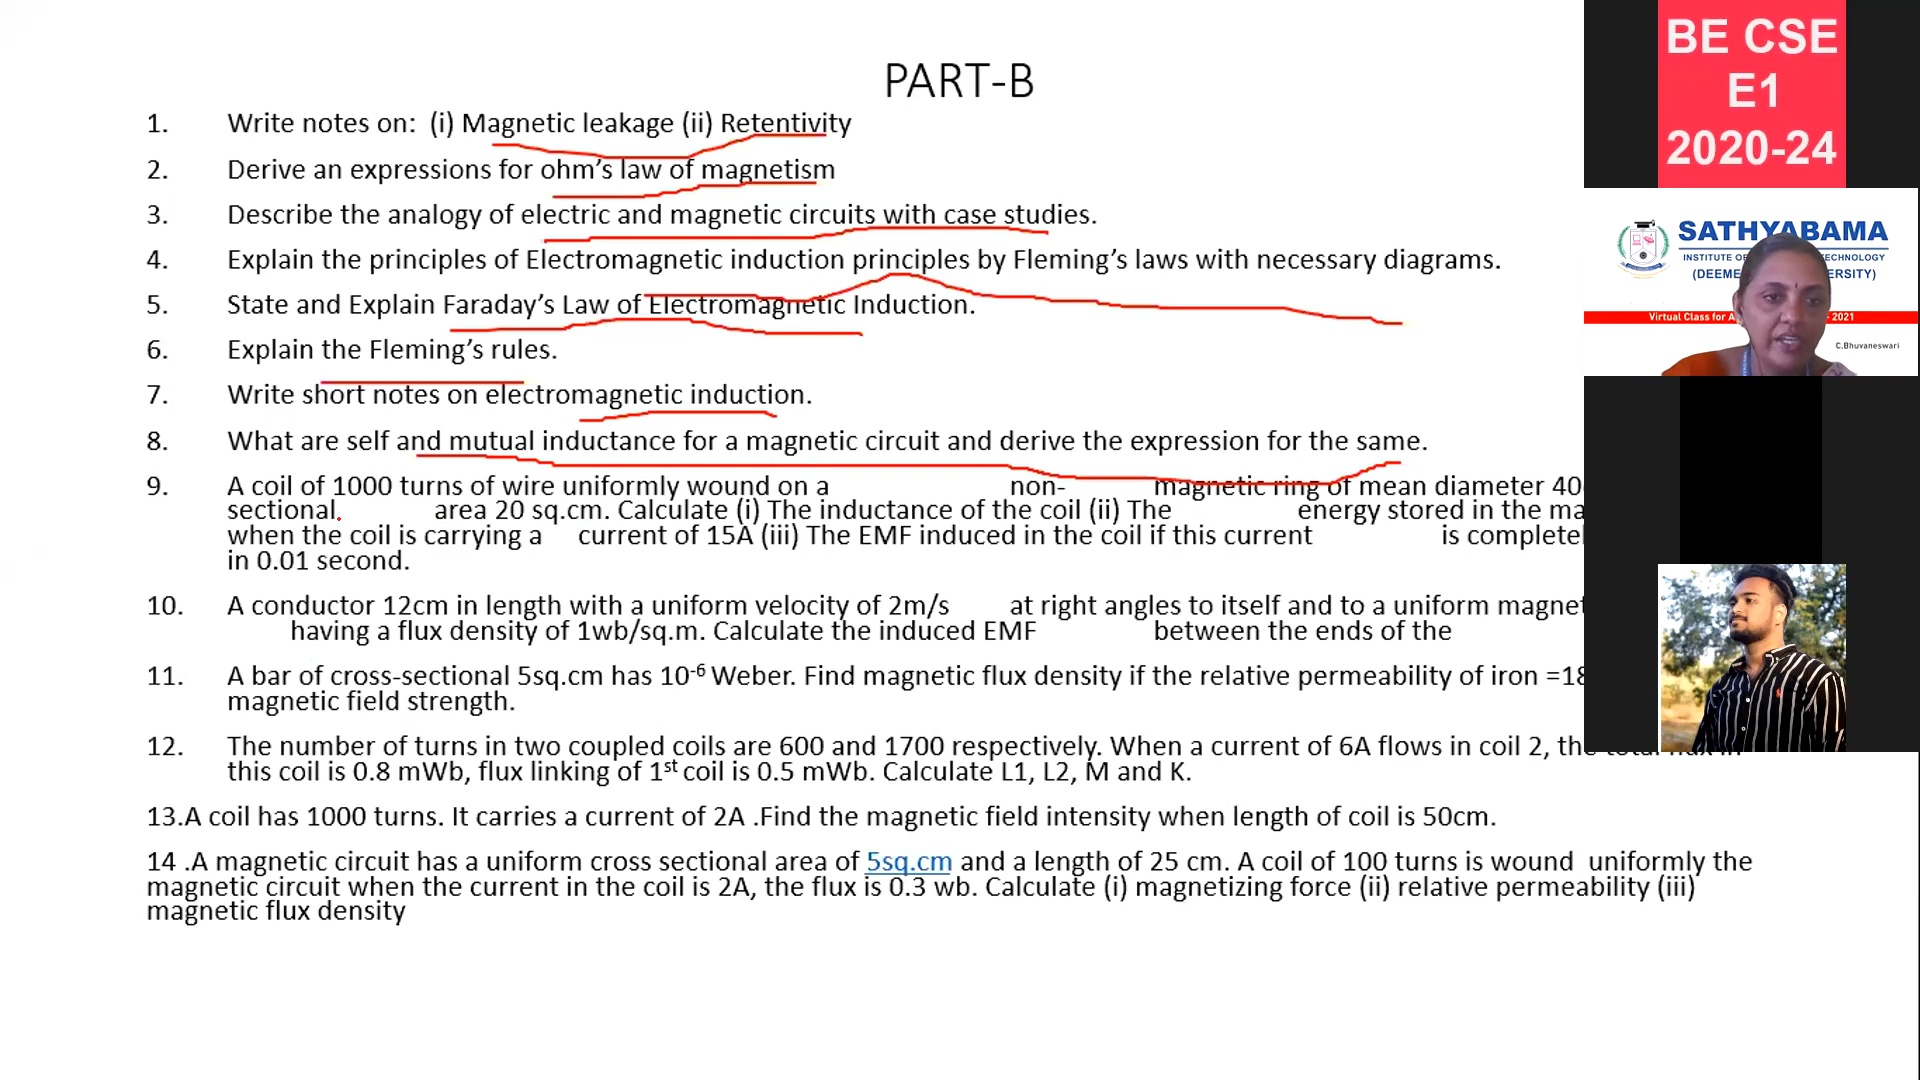 PART-B
1. Write notes on: (i) Magnetic leakage (ii) Retentivity
2. Derive an expressions for ohm's law of magnetism
3. Describe the analogy of electric and magnetic circuits with case studies.
4. Explain the principles of Electromagnetic induction principles by Fleming's laws with necessary diagrams.
5. State and Explain Faraday's Law of Electromagnetic Induction.
6. Explain the Fleming's rules.
7. Write short notes on electromagnetic induction.
8. What are self and mutual inductance for a magnetic circuit and derive the expression for the same.
9. A coil of 1000 turns of wire uniformly wound on a non- magnetic ring of mean diameter 40
sectional. area 20 sq.cm. Calculate (i) The inductance of the coil (ii) The energy stored in the
when the coil is carrying a current of 15A (iii) The EMF induced in the coil if this current is
in 0.01 second.
10. A conductor 12cm in length with a uniform velocity of 2m/s at right angles to itself and to a uniform
having a flux density of 1wb/sq.m. Calculate the induced EMF between the ends of the
11. A bar of cross-sectional 5sq.cm has 10⁻⁶ Weber. Find magnetic flux density if the relative permeability of iron =
magnetic field strength.
12. The number of turns in two coupled coils are 600 and 1700 respectively. When a current of 6A flows in coil 2,
this coil is 0.8 mWb, flux linking of 1st coil is 0.5 mWb. Calculate L1, L2, M and K.
13.A coil has 1000 turns. It carries a current of 2A .Find the magnetic field intensity when length of coil is 50cm.
14 .A magnetic circuit has a uniform cross sectional area of 5sq.cm and a length of 25 cm. A coil of 100 turns is wound uniformly the
magnetic circuit when the current in the coil is 2A, the flux is 0.3 wb. Calculate (i) magnetizing force (ii) relative permeability (iii)
magnetic flux density
BE CSE
E1
2020-24
SATHYABAMA
INSTITUTE
(DEEMED
Virtual Class for
2021
C.Bhuvaneswari